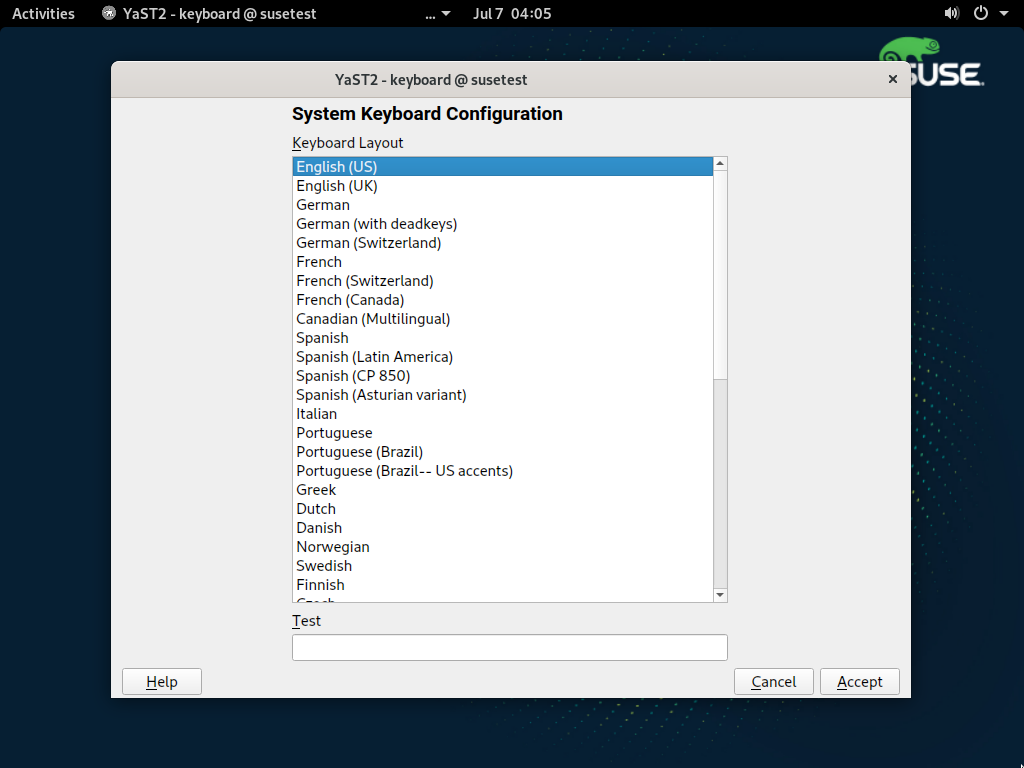 Activities YaST2 - keyboard @ susetest ... Jul 7 04:05
SUSE
YaST2 - keyboard @ susetest
System Keyboard Configuration
Keyboard Layout
English (US)
English (UK)
German
German (with deadkeys)
German (Switzerland)
French
French (Switzerland)
French (Canada)
Canadian (Multilingual)
Spanish
Spanish (Latin America)
Spanish (CP 850)
Spanish (Asturian variant)
Italian
Portuguese
Portuguese (Brazil)
Portuguese (Brazil-- US accents)
Greek
Dutch
Danish
Norwegian
Swedish
Finnish
Czech
Test
Help Cancel Accept